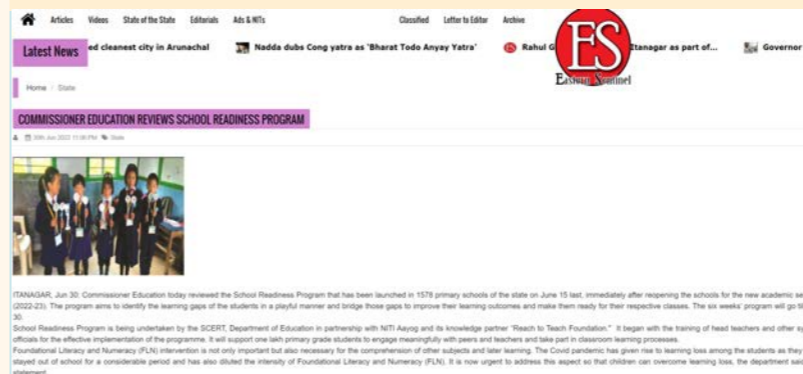 Articles Videos State of the State Editorials Ads & NITs Classified Letter to Editor Archive
Latest News ed cleanest city in Arunachal Nadda dubs Cong yatra as 'Bharat Todo Anyay Yatra' ES Rahul G Itanagar as part of... Governor
ES
Eastern Sentinel
Home / State
COMMISSIONER EDUCATION REVIEWS SCHOOL READINESS PROGRAM
30th Jun 2022 11:06 PM State
ITANAGAR, Jun 30: Commissioner Education today reviewed the School Readiness Program that has been launched in 1578 primary schools of the state on June 15 last, immediately after reopening the schools for the new academic se
(2022-23). The program aims to identify the learning gaps of the students in a playful manner and bridge those gaps to improve their learning outcomes and make them ready for their respective classes. The six weeks' program will go
30.
School Readiness Program is being undertaken by the SCERT, Department of Education in partnership with NITI Aayog and its knowledge partner "Reach to Teach Foundation." It began with the training of head teachers and other
officials for the effective implementation of the programme. It will support one lakh primary grade students to engage meaningfully with peers and teachers and take part in classroom learning processes.
Foundational Literacy and Numeracy (FLN) intervention is not only important but also necessary for the comprehension of other subjects and later learning. The Covid pandemic has given rise to learning loss among the students as they
stayed out of school for a considerable period and has also diluted the intensity of Foundational Literacy and Numeracy (FLN). It is now urgent to address this aspect so that children can overcome learning loss, the department said
statement.